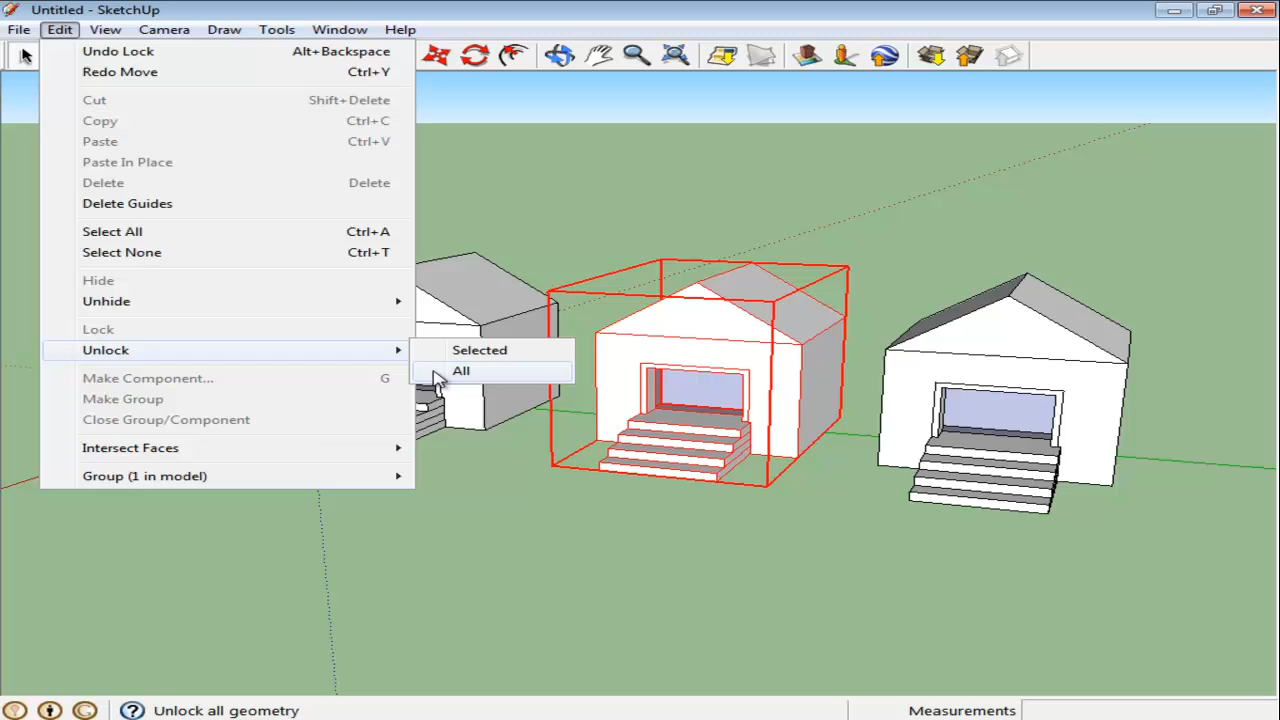 Untitled - SketchUp
File Edit View Camera Draw Tools Window Help
Undo Lock Alt+Backspace
Redo Move Ctrl+Y
Cut Shift+Delete
Copy Ctrl+C
Paste Ctrl+V
Paste In Place
Delete Delete
Delete Guides
Select All Ctrl+A
Select None Ctrl+T
Hide
Unhide
Lock
Unlock
Selected
All
Make Component... G
Make Group
Close Group/Component
Intersect Faces
Group (1 in model)
Unlock all geometry
Measurements